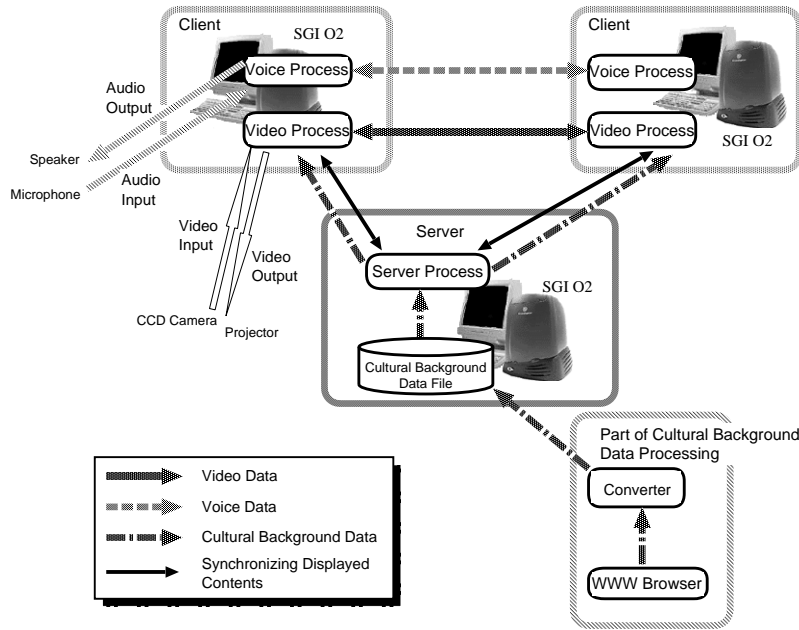 Client
SGI O2
Voice Process
Video Process
Audio
Output
Speaker
Microphone
Audio
Input
Video
Input
Video
Output
CCD Camera
Projector
Client
Voice Process
Video Process
SGI O2
Server
Server Process
SGI O2
Cultural Background
Data File
Part of Cultural Background
Data Processing
Converter
WWW Browser
Video Data
Voice Data
Cultural Background Data
Synchronizing Displayed
Contents